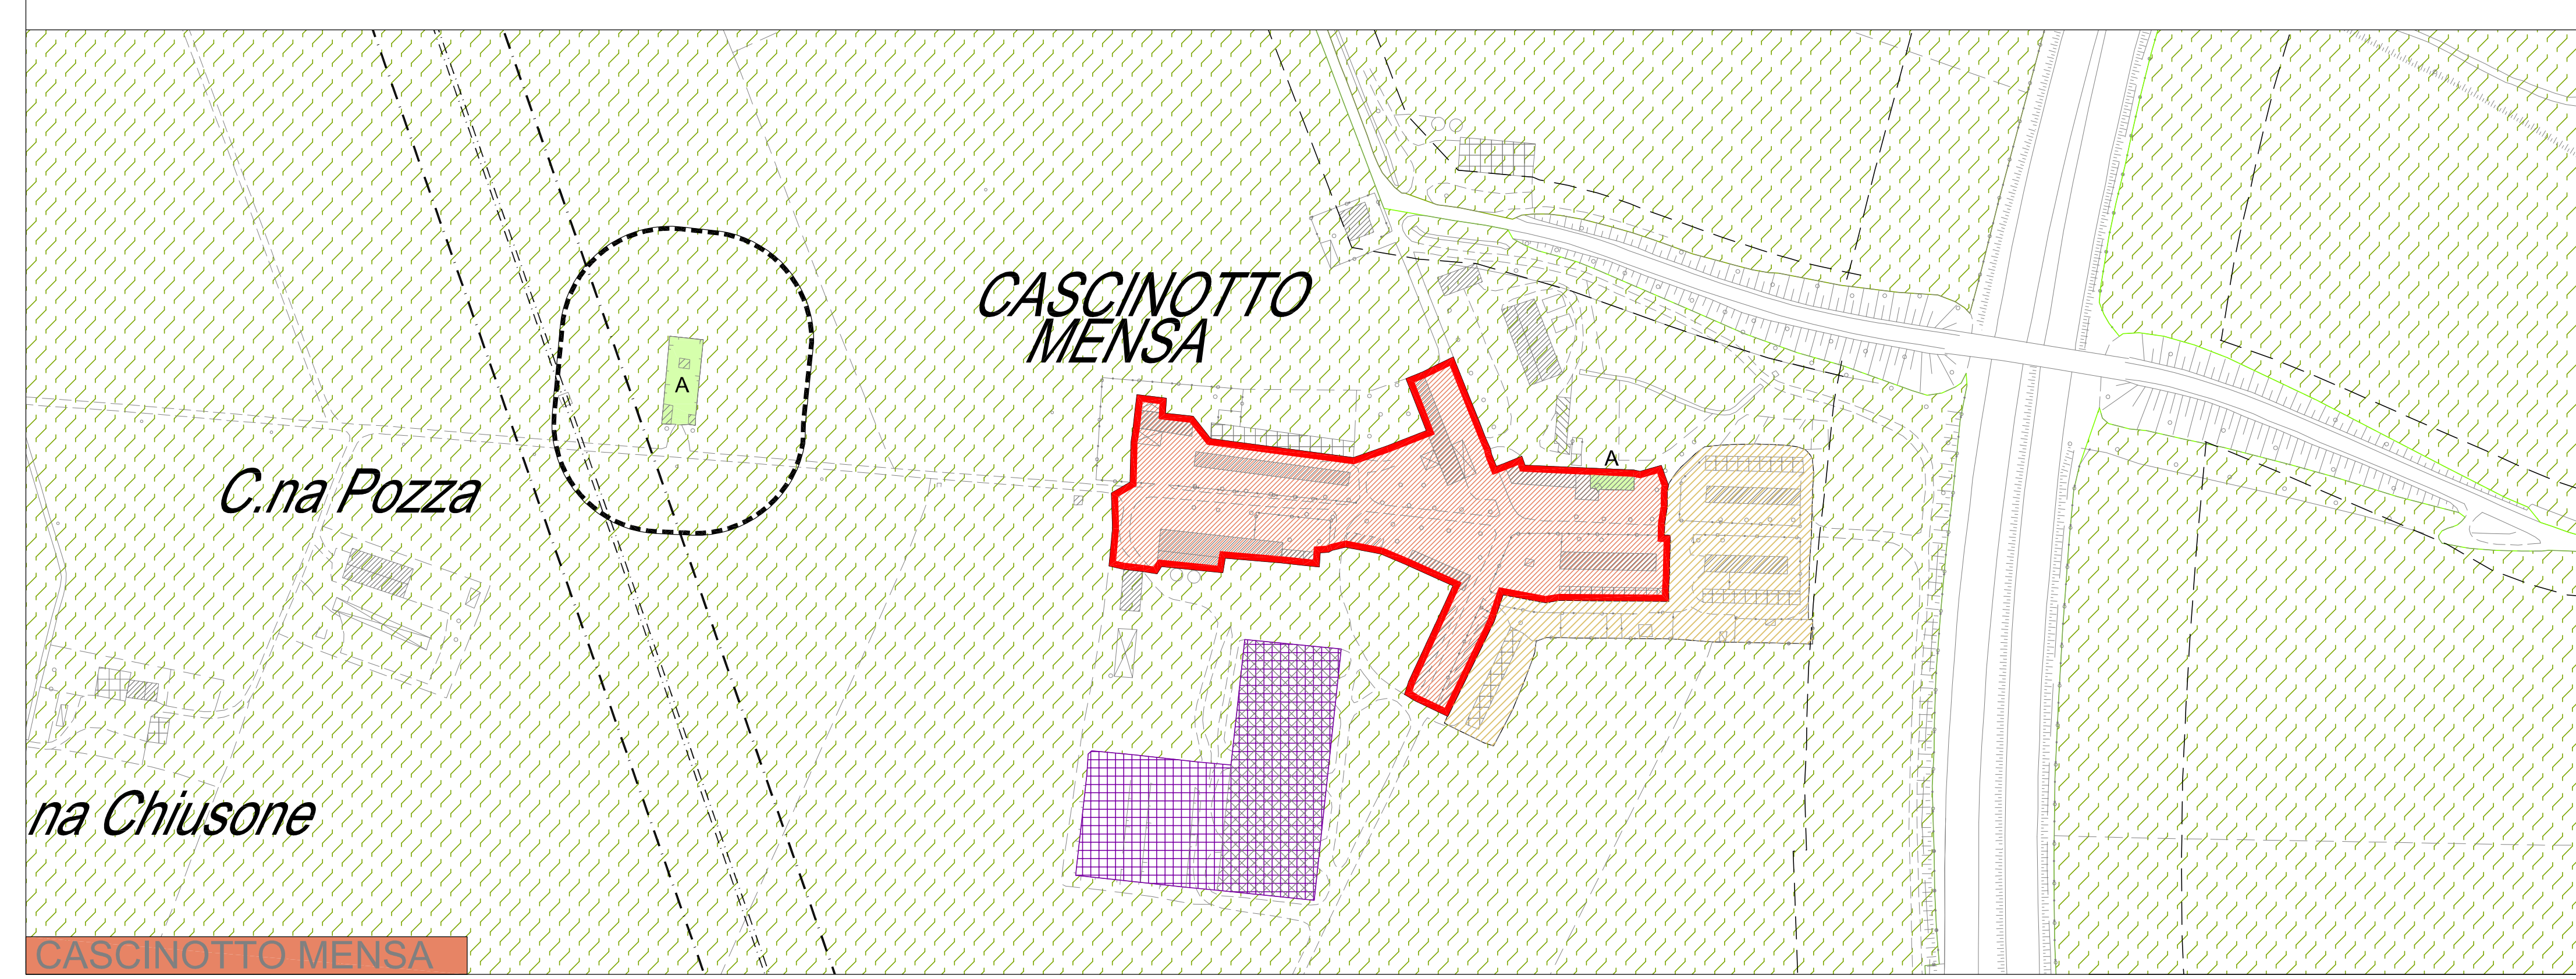 CASCINOTTO
MENSA
A
A
C.na Pozza
na Chiusone
CASCINOTTO MENSA